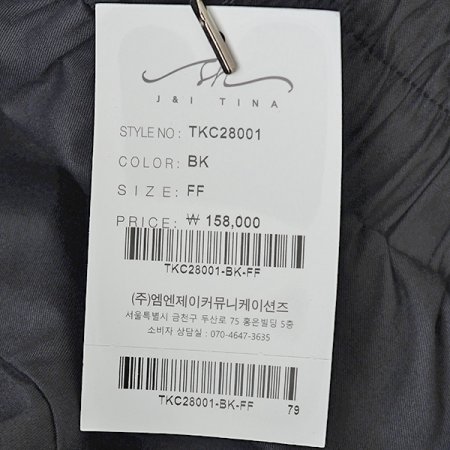 J&I TINA
STYLE NO : TKC28001
COLOR: BK
SIZE: FF
PRICE: ₩ 158,000
TKC28001-BK-FF
(주)엠엔제이커뮤니케이션즈
서울특별시 금천구 두산로 75 홍은빌딩 5층
소비자 상담실 : 070-4647-3635
TKC28001-BK-FF 79